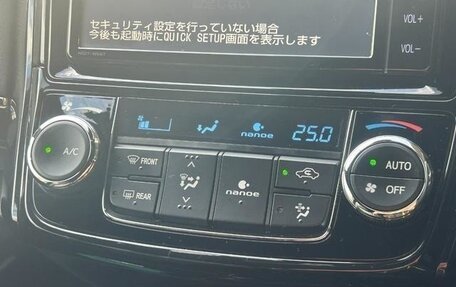 セキュリティ設定を行っていない場合
今後も起動時にQUICK SETUP画面を表示します
VOL+
VOL-
nanoe
25.0
A/C
FRONT
REAR
nanoe
AUTO
OFF